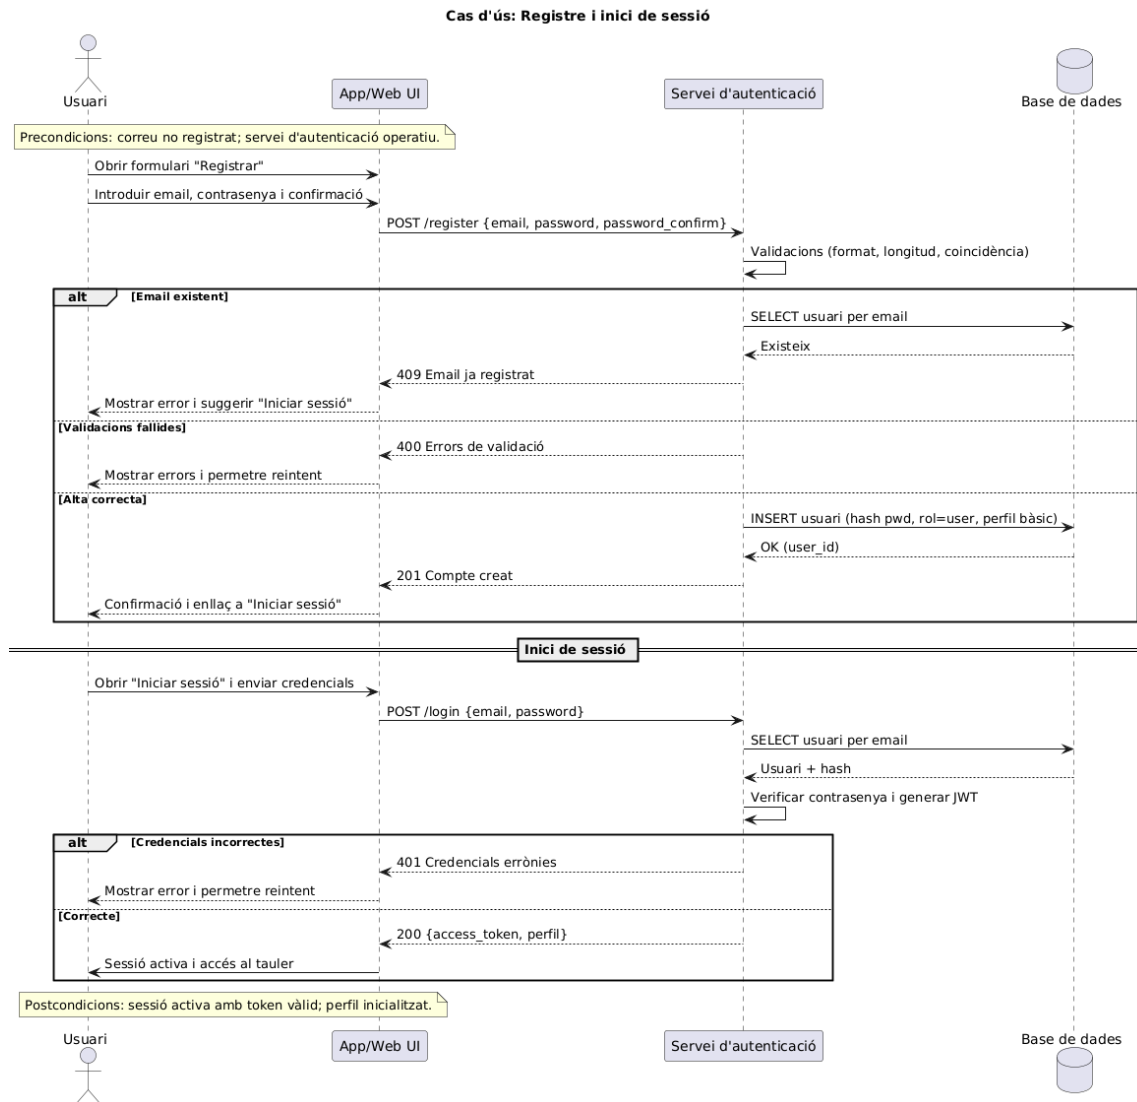 Cas d'ús: Registre i inici de sessió
Usuari
App/Web UI
Servei d'autenticació
Base de dades
Precondicions: correu no registrat; servei d'autenticació operatiu.
Obrir formulari "Registrar"
Introduir email, contrasenya i confirmació
POST /register {email, password, password_confirm}
Validacions (format, longitud, coincidència)
alt [Email existent]
SELECT usuari per email
Existeix
409 Email ja registrat
Mostrar error i suggerir "Iniciar sessió"
[Validacions fallides]
400 Errors de validació
Mostrar errors i permetre reintent
[Alta correcta]
INSERT usuari (hash pwd, rol=user, perfil bàsic)
OK (user_id)
201 Compte creat
Confirmació i enllaç a "Iniciar sessió"
Inici de sessió
Obrir "Iniciar sessió" i enviar credencials
POST /login {email, password}
SELECT usuari per email
Usuari + hash
Verificar contrasenya i generar JWT
alt [Credencials incorrectes]
401 Credencials errònies
Mostrar error i permetre reintent
[Correcte]
200 {access_token, perfil}
Sessió activa i accés al tauler
Postcondicions: sessió activa amb token vàlid; perfil inicialitzat.
Usuari
App/Web UI
Servei d'autenticació
Base de dades